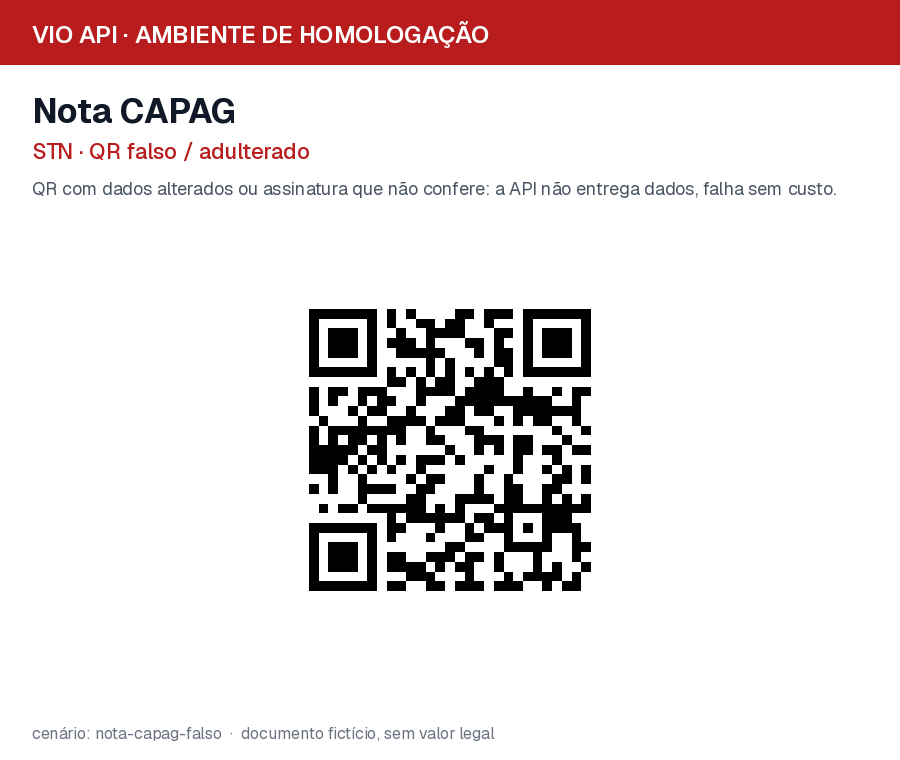 VIO API · AMBIENTE DE HOMOLOGAÇÃO
Nota CAPAG
STN · QR falso / adulterado
QR com dados alterados ou assinatura que não confere: a API não entrega dados, falha sem custo.
cenário: nota-capag-falso · documento fictício, sem valor legal